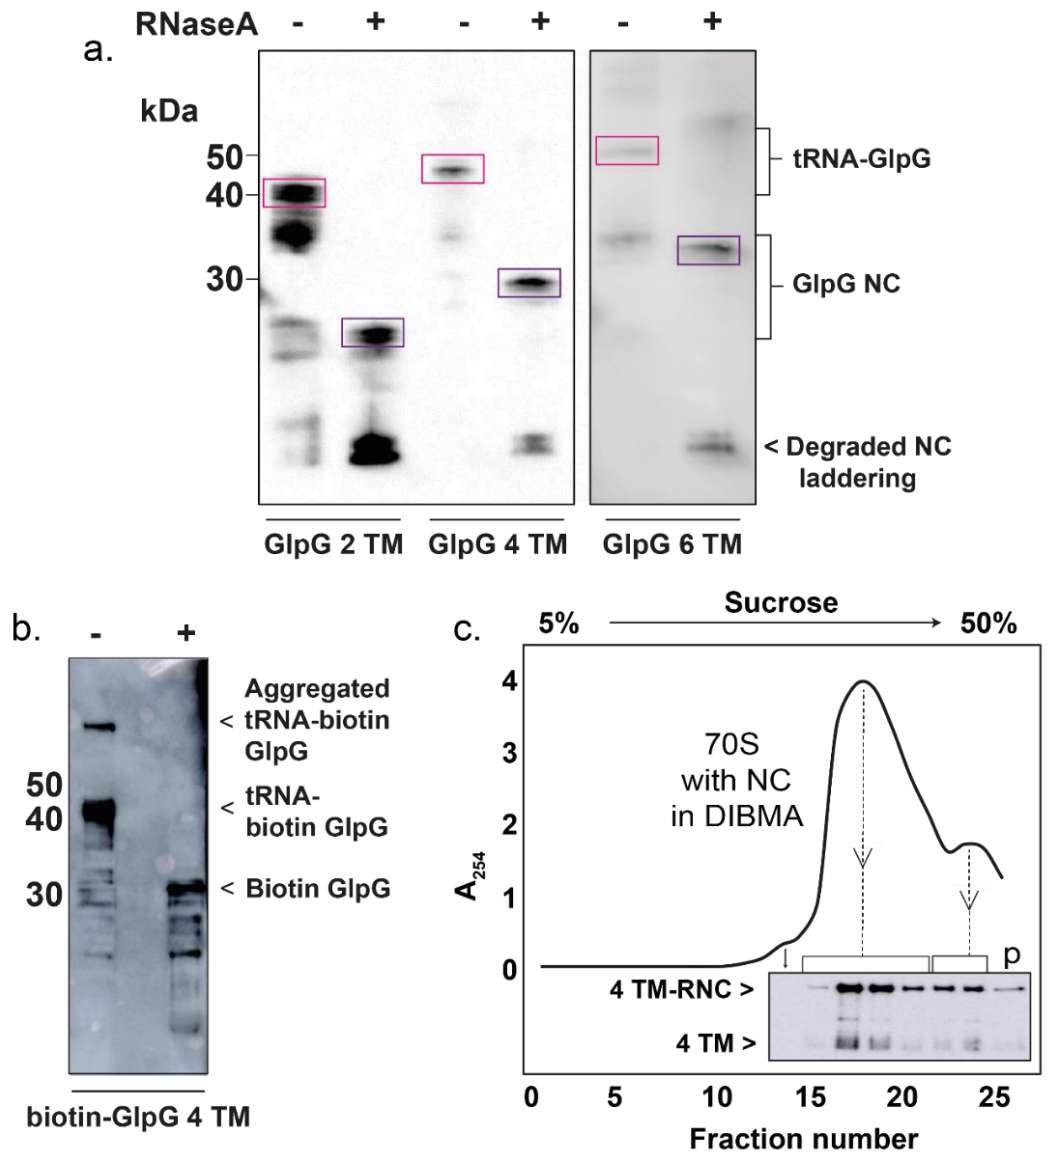 a.
RNaseA - + - + - +
kDa
50
40
30
tRNA-GlpG
GlpG NC
< Degraded NC
laddering
GlpG 2 TM GlpG 4 TM GlpG 6 TM
b.
- +
Aggregated
< tRNA-biotin
GlpG
50
40
30
tRNA-
< biotin GlpG
< Biotin GlpG
biotin-GlpG 4 TM
c.
Sucrose
5% 50%
4
3
2
1
0
A254
70S
with NC
in DIBMA
p
4 TM-RNC >
4 TM >
0 5 10 15 20 25
Fraction number